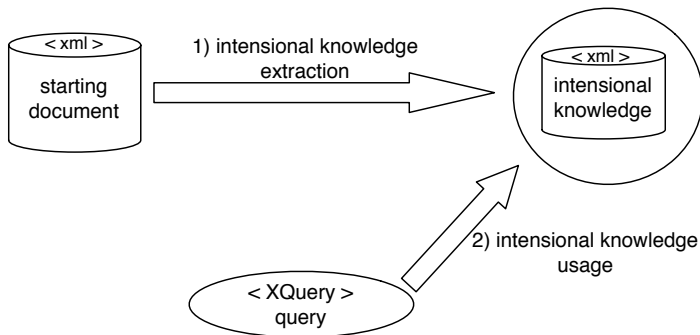 < xml >
starting
document
1) intensional knowledge
extraction
< xml >
intensional
knowledge
2) intensional knowledge
usage
< XQuery >
query